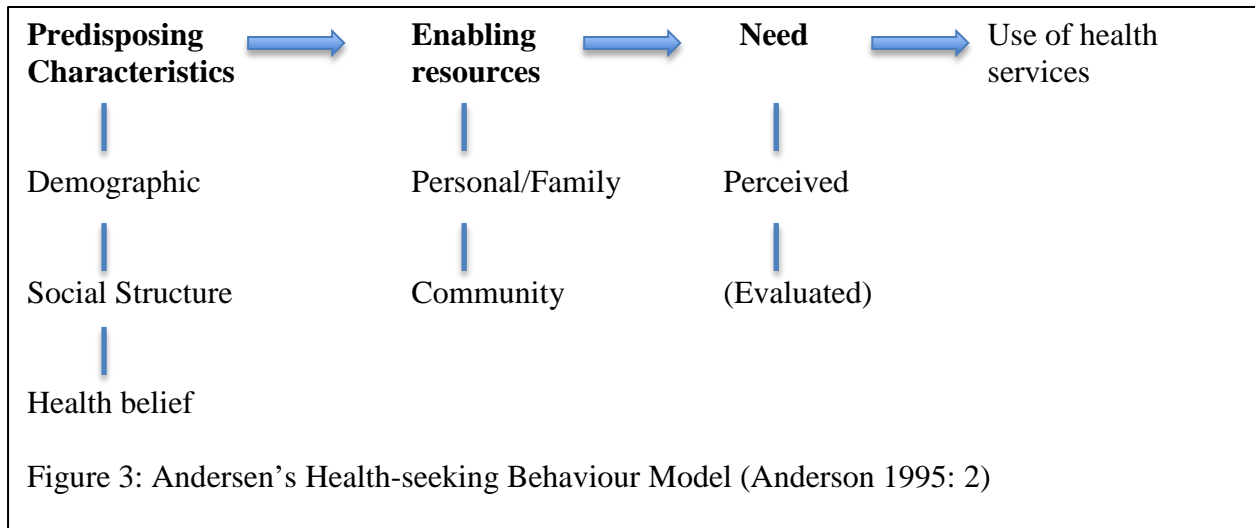 Predisposing Characteristics
Enabling resources
Need
Use of health services
Demographic
Personal/Family
Perceived
Social Structure
Community
(Evaluated)
Health belief
Figure 3: Andersen’s Health-seeking Behaviour Model (Anderson 1995: 2)